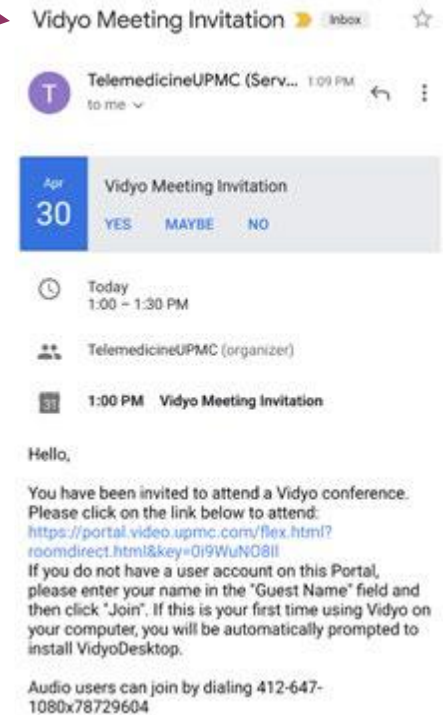 Vidyo Meeting Invitation Inbox
T
TelemedicineUPMC (Serv... 1:09 PM
to me
Apr
30
Vidyo Meeting Invitation
YES MAYBE NO
Today
1:00 – 1:30 PM
TelemedicineUPMC (organizer)
31
1:00 PM Vidyo Meeting Invitation
Hello,
You have been invited to attend a Vidyo conference.
Please click on the link below to attend:
https://portal.video.upmc.com/flex.html?
roomdirect.html&key=0i9WuNO8II
If you do not have a user account on this Portal,
please enter your name in the "Guest Name" field and
then click "Join". If this is your first time using Vidyo on
your computer, you will be automatically prompted to
install VidyoDesktop.
Audio users can join by dialing 412-647-
1080x78729604